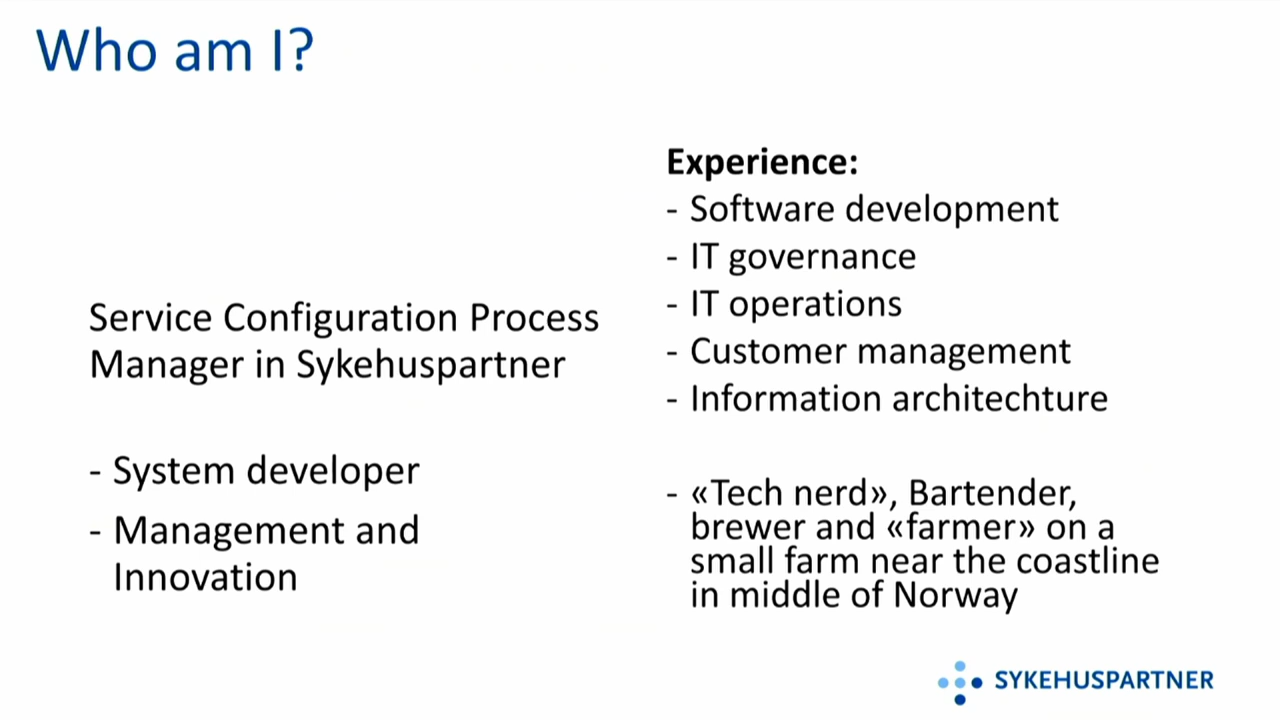 Who am I?
Service Configuration Process
Manager in Sykehuspartner
- System developer
- Management and
Innovation
Experience:
- Software development
- IT governance
- IT operations
- Customer management
- Information architechture
- «Tech nerd», Bartender,
brewer and «farmer» on a
small farm near the coastline
in middle of Norway
SYKEHUSPARTNER